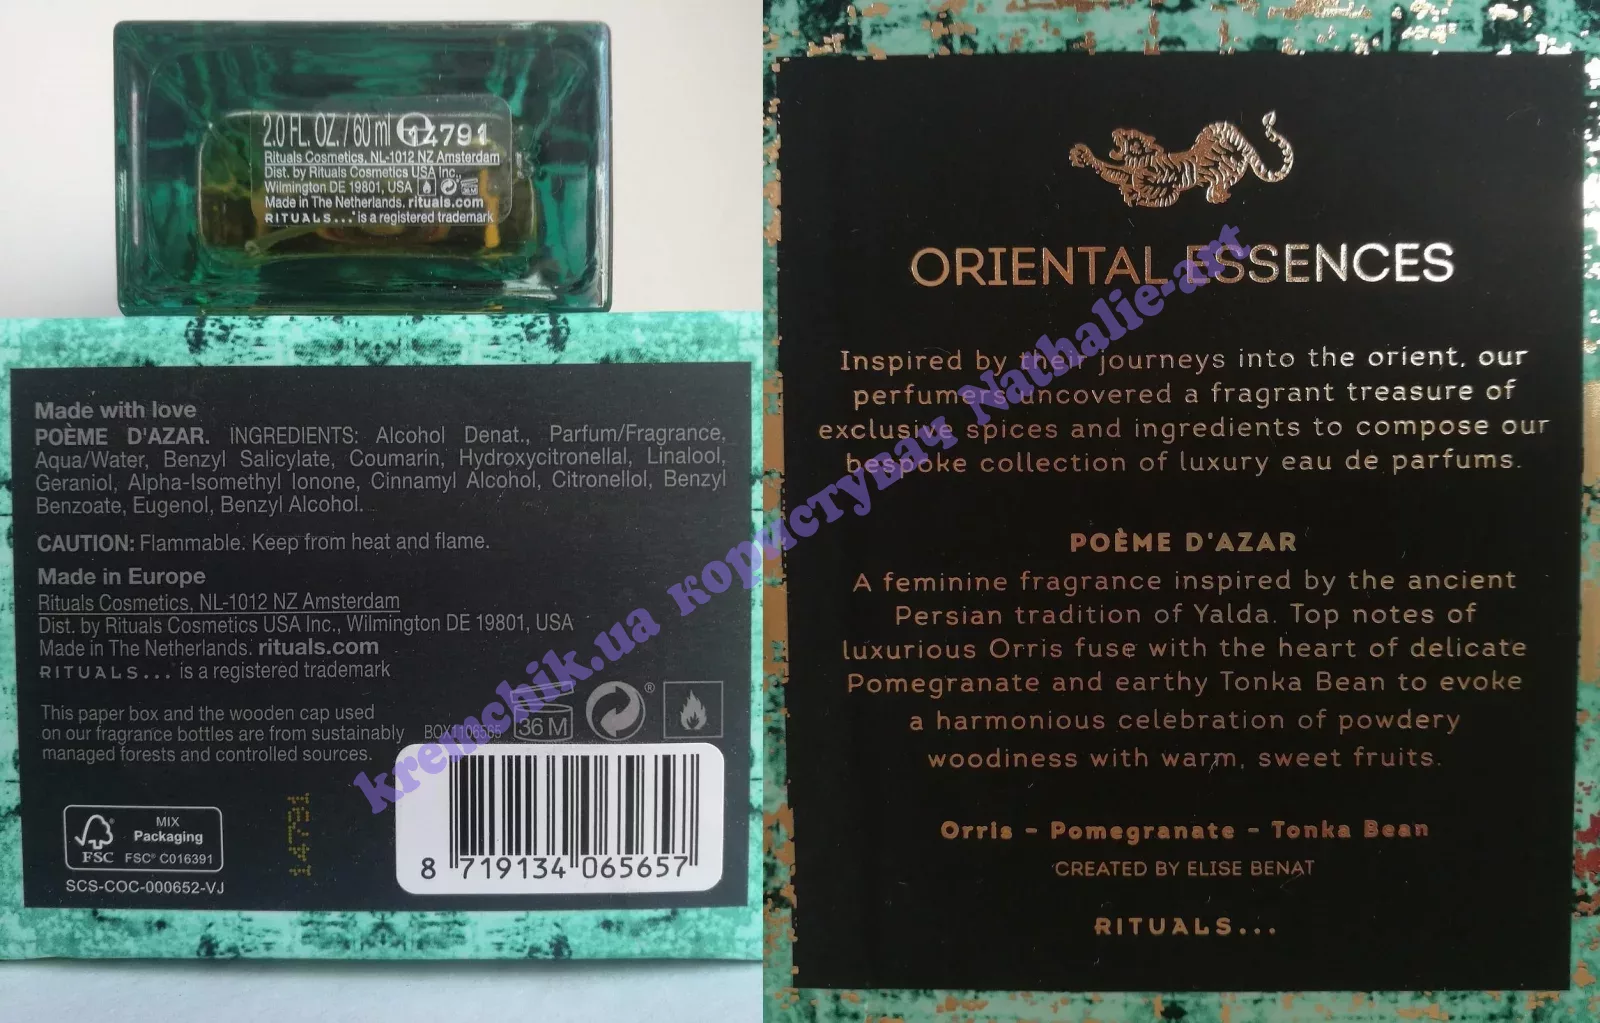 2.0 FL. OZ. / 60 ml 14791
Rituals Cosmetics, NL-1012 NZ Amsterdam
Dist. by Rituals Cosmetics USA Inc.,
Wilmington DE 19801, USA
Made in The Netherlands. rituals.com
RITUALS... is a registered trademark
Made with love
POÈME D'AZAR. INGREDIENTS: Alcohol Denat., Parfum/Fragrance,
Aqua/Water, Benzyl Salicylate, Coumarin, Hydroxycitronellal, Linalool,
Geraniol, Alpha-Isomethyl Ionone, Cinnamyl Alcohol, Citronellol, Benzyl
Benzoate, Eugenol, Benzyl Alcohol.
CAUTION: Flammable. Keep from heat and flame.
Made in Europe
Rituals Cosmetics, NL-1012 NZ Amsterdam
Dist. by Rituals Cosmetics USA Inc., Wilmington DE 19801, USA
Made in The Netherlands. rituals.com
RITUALS... is a registered trademark
This paper box and the wooden cap used
on our fragrance bottles are from sustainably
managed forests and controlled sources.
BOX1106565
36 M
®
MIX
Packaging
FSC FSC® C016391
SCS-COC-000652-VJ
14791
8 719134 065657
ORIENTAL ESSENCES
Inspired by their journeys into the orient, our
perfumers uncovered a fragrant treasure of
exclusive spices and ingredients to compose our
bespoke collection of luxury eau de parfums.
POÈME D'AZAR
A feminine fragrance inspired by the ancient
Persian tradition of Yalda. Top notes of
luxurious Orris fuse with the heart of delicate
Pomegranate and earthy Tonka Bean to evoke
a harmonious celebration of powdery
woodiness with warm, sweet fruits.
Orris - Pomegranate - Tonka Bean
CREATED BY ELISE BENAT
RITUALS...
kremchik.ua користувач Nathalie-art